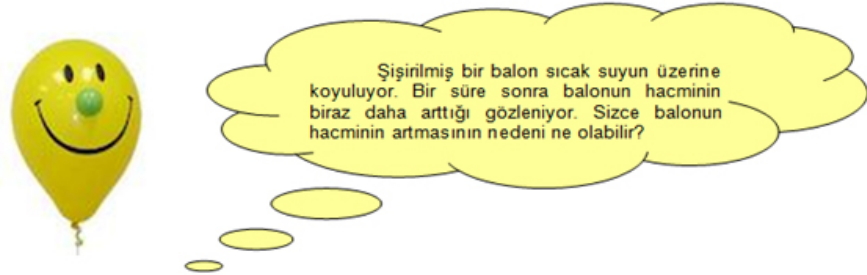 Şişirilmiş bir balon sıcak suyun üzerine
koyuluyor. Bir süre sonra balonun hacminin
biraz daha arttığı gözleniyor. Sizce balonun
hacminin artmasının nedeni ne olabilir?